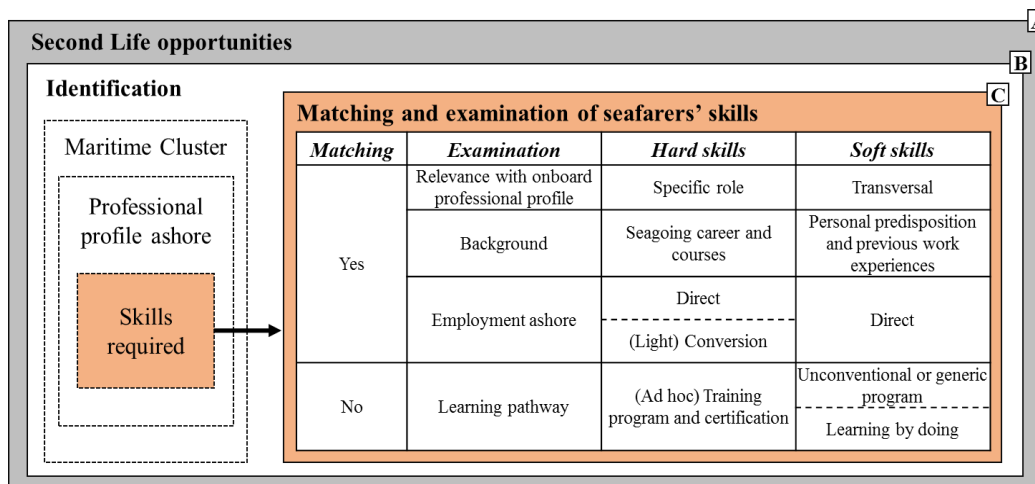 A
Second Life opportunities
B
Identification
C
Maritime Cluster
Professional
profile ashore
Skills
required
Matching and examination of seafarers' skills
Matching Examination Hard skills Soft skills
Yes
Relevance with onboard
professional profile
Specific role
Transversal
Background
Seagoing career and
courses
Personal predisposition
and previous work
experiences
Employment ashore
Direct
(Light) Conversion
Direct
No
Learning pathway
(Ad hoc) Training
program and certification
Unconventional or generic
program
Learning by doing